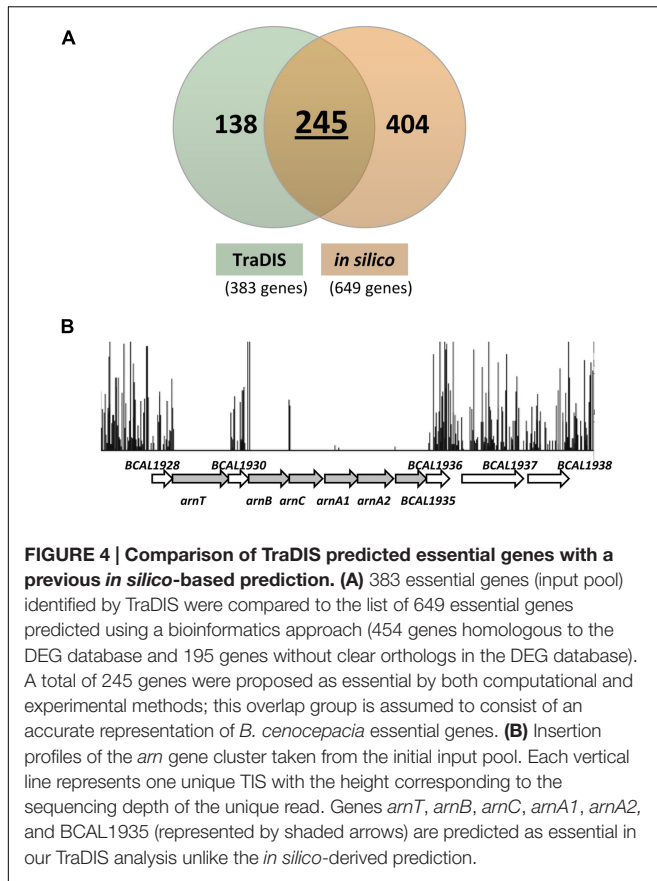 A
138
245
404
TraDIS
in silico
(383 genes)
(649 genes)
B
BCAL1928
BCAL1930
BCAL1936
BCAL1937
BCAL1938
arnT
arnB
arnC
arnA1
arnA2
BCAL1935
FIGURE 4 | Comparison of TraDIS predicted essential genes with a
previous in silico-based prediction. (A) 383 essential genes (input pool)
identified by TraDIS were compared to the list of 649 essential genes
predicted using a bioinformatics approach (454 genes homologous to the
DEG database and 195 genes without clear orthologs in the DEG database).
A total of 245 genes were proposed as essential by both computational and
experimental methods; this overlap group is assumed to consist of an
accurate representation of B. cenocepacia essential genes. (B) Insertion
profiles of the arn gene cluster taken from the initial input pool. Each vertical
line represents one unique TIS with the height corresponding to the
sequencing depth of the unique read. Genes arnT, arnB, arnC, arnA1, arnA2,
and BCAL1935 (represented by shaded arrows) are predicted as essential in
our TraDIS analysis unlike the in silico-derived prediction.